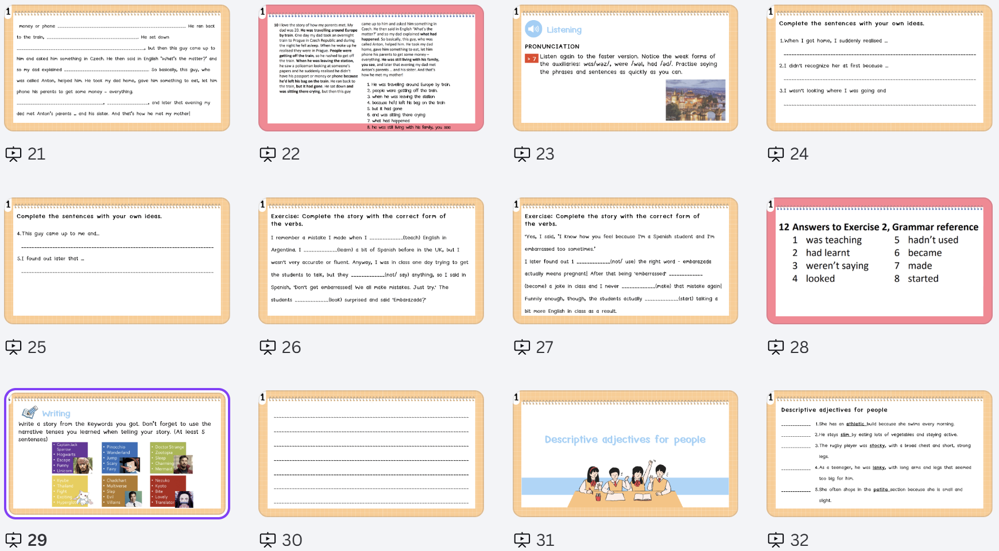 1
money or phone ________ He ran back
to the train, ________. He sat down
________, but then this guy came up to
him and asked him something in Czech. He then said in English 'What's the matter?' and
so my dad explained ________. So basically, this guy, who
was called Anton, helped him. He took my dad home, gave him something to eat, let him
phone his parents to get some money – everything.
________, ________, and later that evening my
dad met Anton's parents … and his sister. And that's how he met my mother!
21
1
10 I love the story of how my parents met. My
dad was 20. He was travelling around Europe
by train. One day my dad took an overnight
train to Prague in Czech Republic and during
the night he fell asleep. When he woke up he
realised they were in Prague. People were
getting off the train, so he rushed to get off
the train. When he was leaving the station,
he saw a policeman looking at someone's
papers and he suddenly realised he didn't
have his passport or money or phone because
he'd left his bag on the train. He ran back to
the train, but it had gone. He sat down and
was sitting there crying, but then this guy
came up to him and asked him something in
Czech. He then said in English 'What's the
matter?' and so my dad explained what had
happened. So basically, this guy, who was
called Anton, helped him. He took my dad
home, gave him something to eat, let him
phone his parents to get some money –
everything. He was still living with his family,
you see, and later that evening my dad met
Anton's parents … and his sister. And that's
how he met my mother!
1. He was travelling around Europe by train.
2. people were getting off the train.
3. when he was leaving the station
4. because he'd left his bag on the train
5. but it had gone
6. and was sitting there crying
7. what had happened
8. he was still living with his family, you see
22
1
Listening
PRONUNCIATION
> 7 Listen again to the faster version. Notice the weak forms of
the auxiliaries: was/wəz/, were /wə/, had /əd/. Practise saying
the phrases and sentences as quickly as you can.
23
1
Complete the sentences with your own ideas.
1.When I got home, I suddenly realised …
2.I didn't recognize her at first because …
3.I wasn't looking where I was going and
24
1
Complete the sentences with your own ideas.
4.This guy came up to me and…
5.I found out later that …
25
1
Exercise: Complete the story with the correct form of
the verbs.
I remember a mistake I made when I ____________(teach) English in
Argentina. I ____________(learn) a bit of Spanish before in the UK, but I
wasn't very accurate or fluent. Anyway, I was in class one day trying to get
the students to talk, but they ____________(not/ say) anything, so I said in
Spanish, 'Don't get embarrassed! We all make mistakes. Just try.' The
students ____________(look) surprised and said 'Embarazada?'
26
1
Exercise: Complete the story with the correct form of
the verbs.
'Yes, I said, 'I know how you feel because I'm a Spanish student and I'm
embarrassed too sometimes.'
I later found out 1 ____________(not/ use) the right word – embarazada
actually means pregnant! After that being 'embarrassed' ____________
(become) a joke in class and I never ____________(make) that mistake again!
Funnily enough, though, the students actually ____________(start) talking a
bit more English in class as a result.
27
1
12 Answers to Exercise 2, Grammar reference
1 was teaching
2 had learnt
3 weren't saying
4 looked
5 hadn't used
6 became
7 made
8 started
28
Writing
Write a story from the keywords you got. Don't forget to use the
narrative tenses you learned when telling your story. (At least 5
sentences)
• Captain Jack
Sparrow
• Hogwarts
• Escape
• Funny
• Unicorn
• Pinocchio
• Wonderland
• Jump
• Scary
• Fairy
• Doctor Strange
• Zootopia
• Sleep
• Charming
• Mermaid
• Kyube
• Thailand
• Fight
• Exciting
• Chadchart
• Multiverse
• Slap
• Evil
• Villains
• Nezuko
• Kyoto
• Bite
• Lovely
• Translator
29
1
30
1
Descriptive adjectives for people
31
1
Descriptive adjectives for people
____________ 1.She has an athletic build because she swims every morning.
____________ 2.He stays slim by eating lots of vegetables and staying active.
____________ 3.The rugby player was stocky, with a broad chest and short, strong
legs.
____________ 4.As a teenager, he was lanky, with long arms and legs that seemed
too big for him.
____________ 5.She often shops in the petite section because she is small and
slight.
32